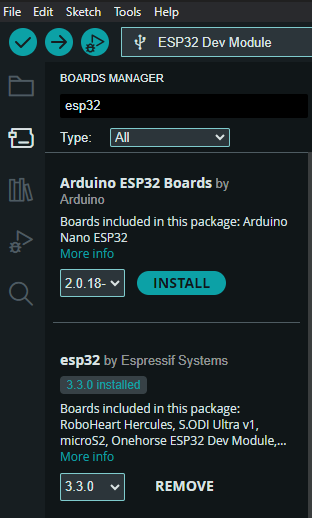 File Edit Sketch Tools Help
ESP32 Dev Module
BOARDS MANAGER
esp32
Type: All
Arduino ESP32 Boards by
Arduino
Boards included in this package: Arduino
Nano ESP32
More info
2.0.18-
INSTALL
esp32 by Espressif Systems
3.3.0 installed
Boards included in this package:
RoboHeart Hercules, S.ODI Ultra v1,
microS2, Onehorse ESP32 Dev Module,...
More info
3.3.0
REMOVE